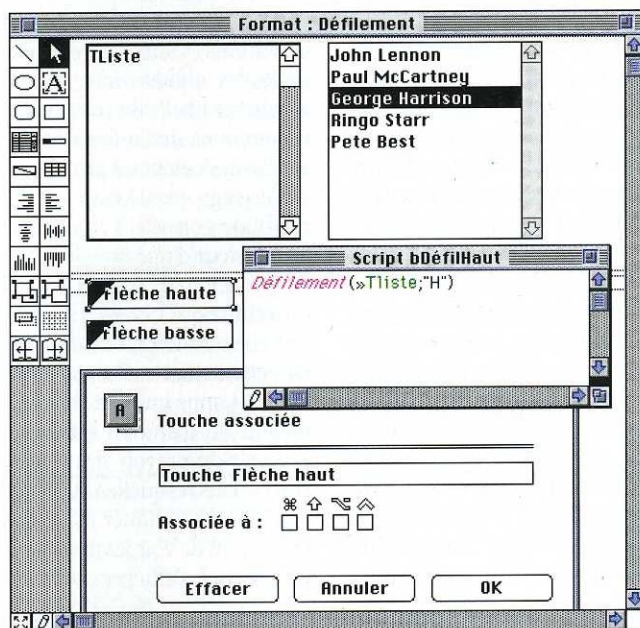 Format : Défilement
TListe
John Lennon
Paul McCartney
George Harrison
Ringo Starr
Pete Best
Script bDéfilHaut
Défilement(»Tliste;"H")
Flèche haute
Flèche basse
A
Touche associée
Touche Flèche haut
Associée à :
Effacer
Annuler
OK